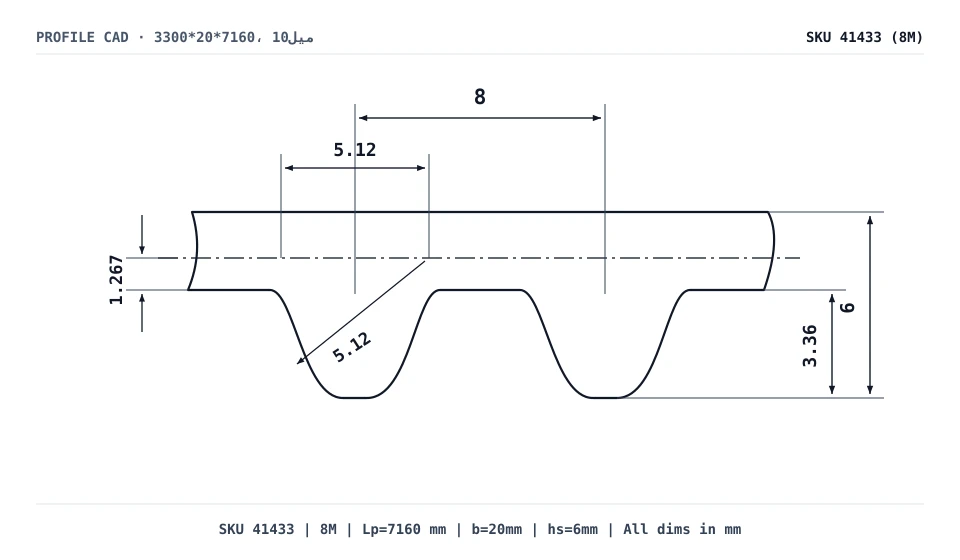 PROFILE CAD · 3300*20*7160، 10میل
SKU 41433 (8M)
8
5.12
1.267
5.12
3.36
6
SKU 41433 | 8M | Lp=7160 mm | b=20mm | hs=6mm | All dims in mm